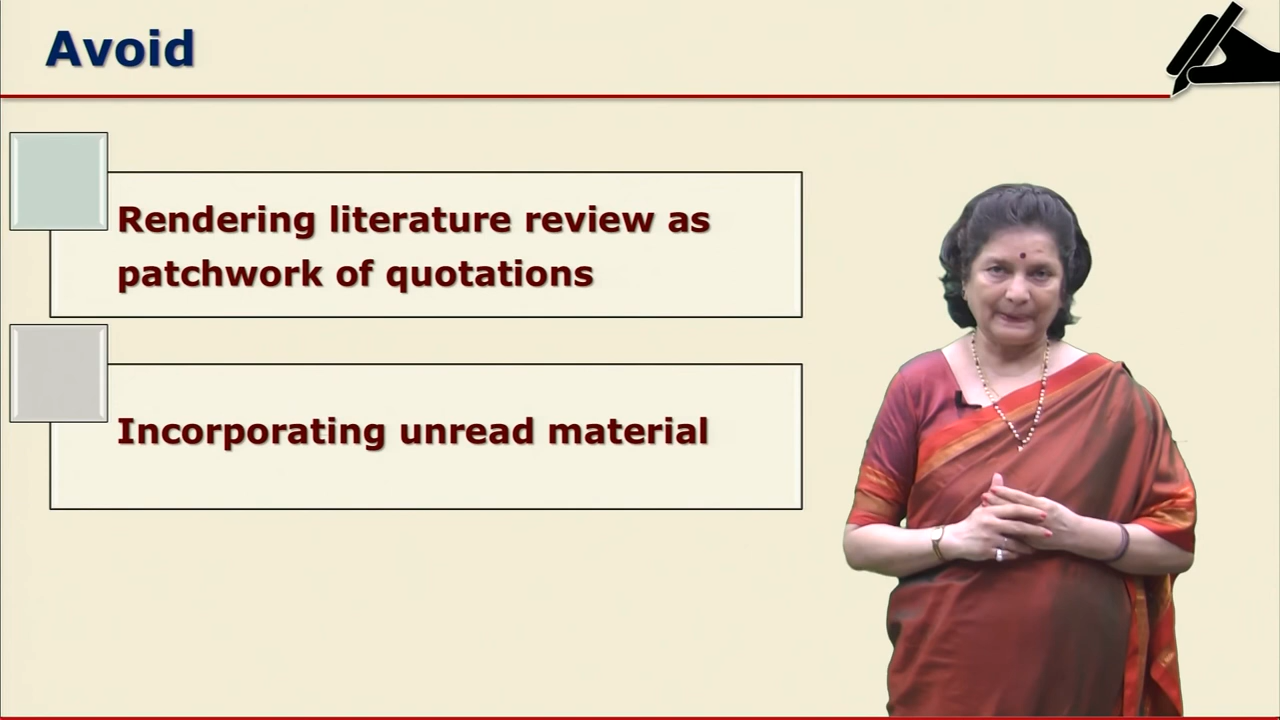 Avoid
Rendering literature review as
patchwork of quotations
Incorporating unread material